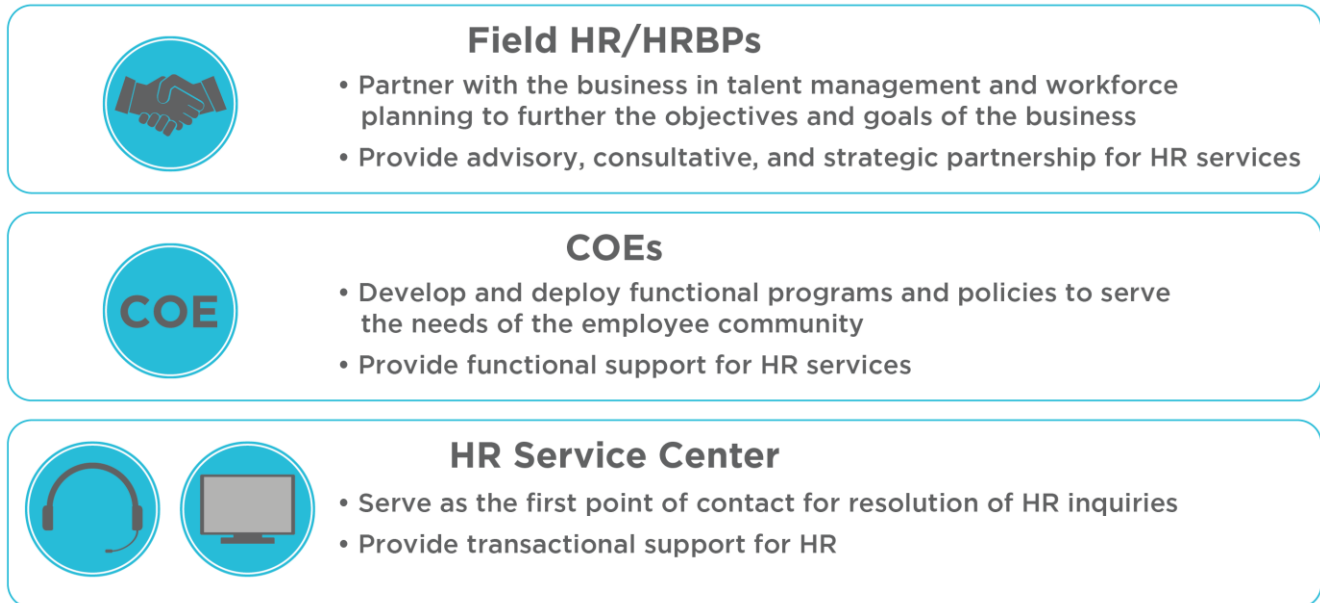 Field HR/HRBPs
• Partner with the business in talent management and workforce
planning to further the objectives and goals of the business
• Provide advisory, consultative, and strategic partnership for HR services
COE
COEs
• Develop and deploy functional programs and policies to serve
the needs of the employee community
• Provide functional support for HR services
HR Service Center
• Serve as the first point of contact for resolution of HR inquiries
• Provide transactional support for HR